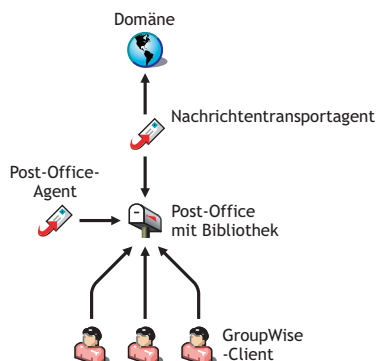 Domäne
Nachrichtentransportagent
Post-Office-
Agent
Post-Office
mit Bibliothek
GroupWise
-Client